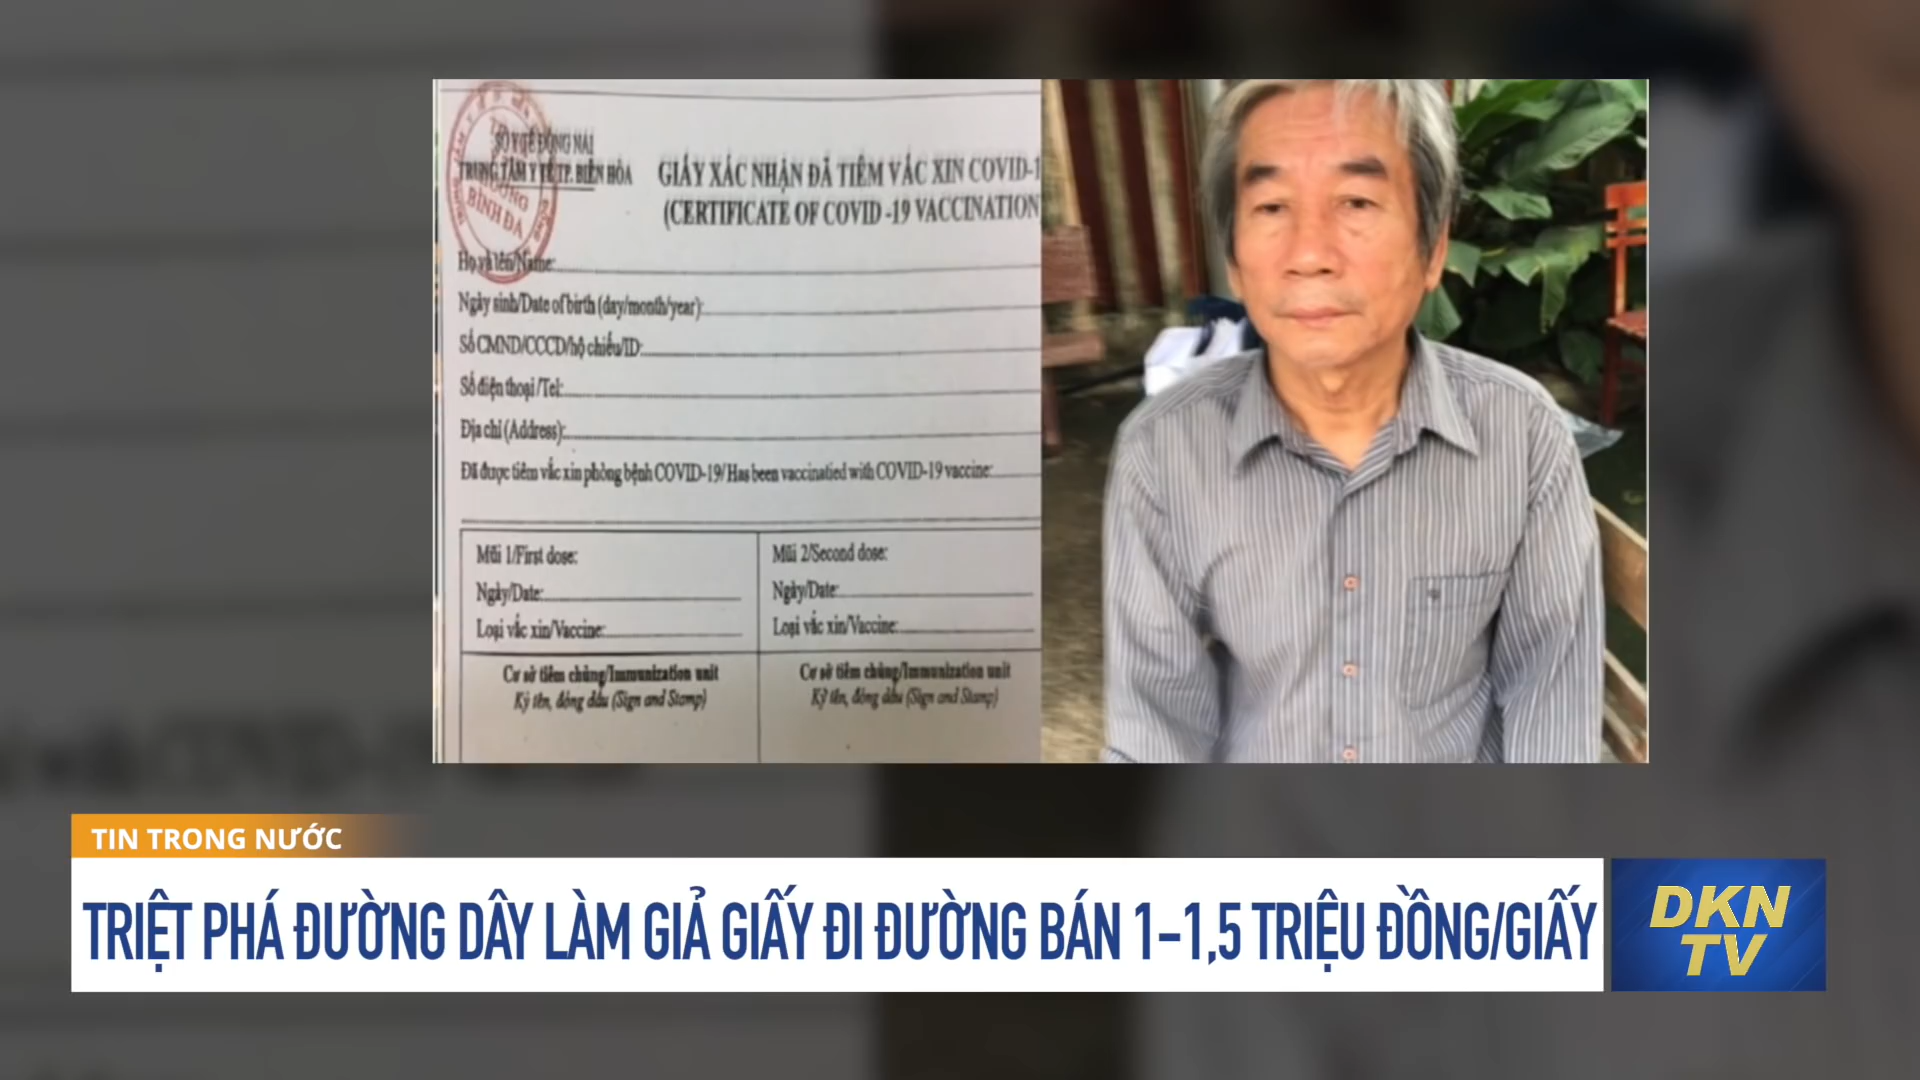 SỞ Y TẾ ĐỒNG NAI
TRUNG TÂM Y TẾ TP. BIÊN HÒA
BÌNH ĐA
GIẤY XÁC NHẬN ĐÃ TIÊM VẮC XIN COVID-1
(CERTIFICATE OF COVID -19 VACCINATION
Họ và tên/Name:
Ngày sinh/Date of birth (day/month/year):
Số CMND/CCCD/hộ chiếu/ID:
Số điện thoại /Tel:
Địa chỉ (Address):
Đã được tiêm vắc xin phòng bệnh COVID-19/ Has been vaccinatied with COVID-19 vaccine:
Mũi 1/First dose:
Ngày/Date:
Loại vắc xin/Vaccine:
Mũi 2/Second dose:
Ngày/Date:
Loại vắc xin/Vaccine:
Cơ sở tiêm chủng/Immunization unit
Ký tên, đóng dấu (Sign and Stamp)
Cơ sở tiêm chủng/Immunization unit
Ký tên, đóng dấu (Sign and Stamp)
TIN TRONG NƯỚC
TRIỆT PHÁ ĐƯỜNG DÂY LÀM GIẢ GIẤY ĐI ĐƯỜNG BÁN 1-1,5 TRIỆU ĐỒNG/GIẤY
DKN
TV